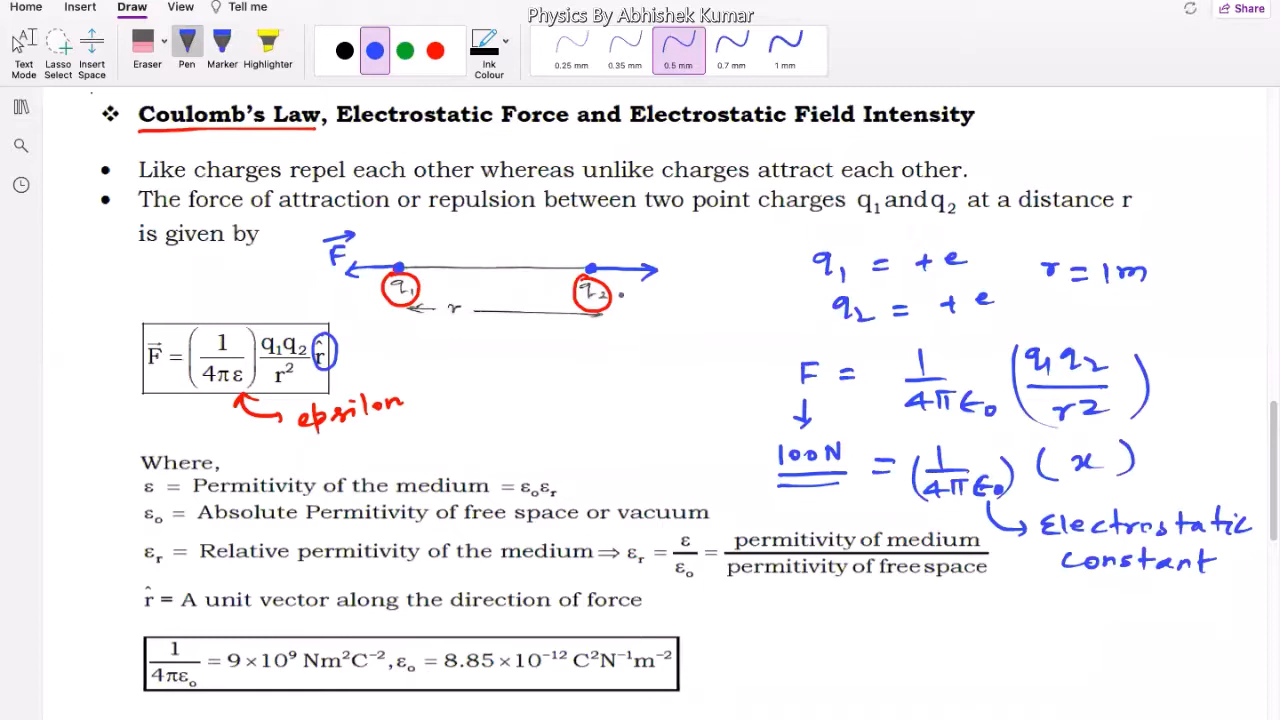 Home Insert Draw View Tell me
Physics By Abhishek Kumar
Share
Text Mode
Lasso Select
Insert Space
Eraser
Pen
Marker
Highlighter
Ink Colour
0.25 mm
0.35 mm
0.5 mm
0.7 mm
1 mm
❖ Coulomb's Law, Electrostatic Force and Electrostatic Field Intensity
• Like charges repel each other whereas unlike charges attract each other.
• The force of attraction or repulsion between two point charges q₁ and q₂ at a distance r
is given by
F⃗
q₁
q₂
r
q₁ = +e
r = 1m
q₂ = +e
F⃗ = (1/4πε) q₁q₂/r² r̂
epsilon
F = 1/4πε₀ (q₁q₂/r2)
100N = (1/4πε₀) (x)
Electrostatic
constant
Where,
ε = Permitivity of the medium = ε₀εᵣ
ε₀ = Absolute Permitivity of free space or vacuum
εᵣ = Relative permitivity of the medium ⇒ εᵣ = ε/ε₀ = permitivity of medium/permitivity of free space
r̂ = A unit vector along the direction of force
1/4πε₀ = 9×10⁹ Nm²C⁻², ε₀ = 8.85×10⁻¹² C²N⁻¹m⁻²